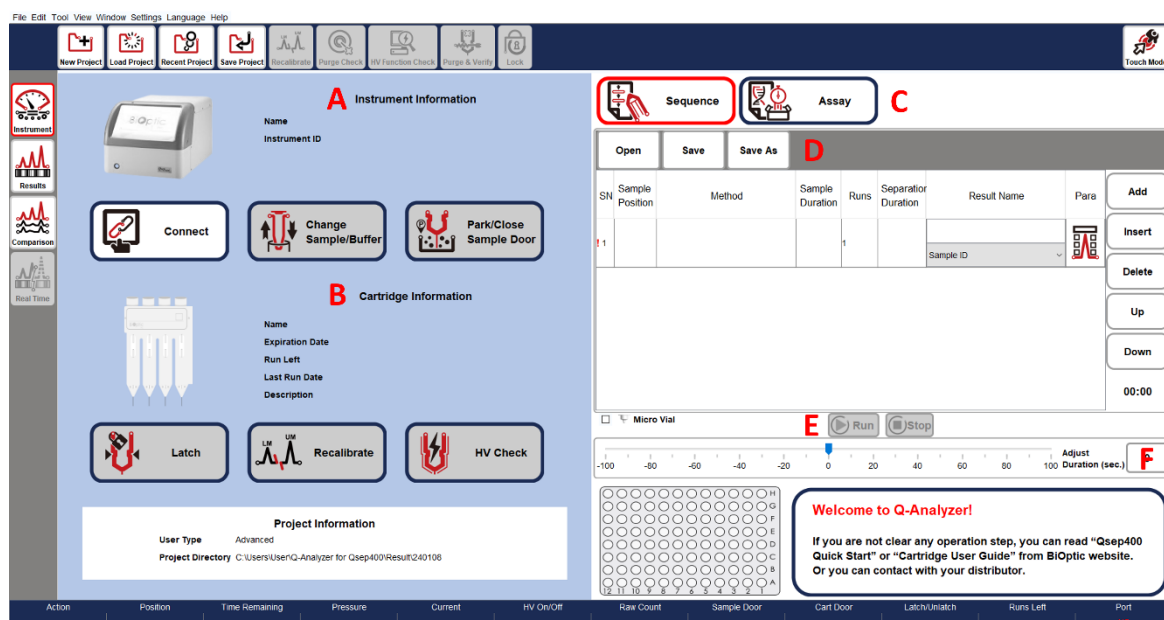 File Edit Tool View Window Settings Language Help
New Project Load Project Recent Project Save Project Recalibrate Purge Check HV Function Check Purge & Verify Lock Touch Mode
Instrument
Results
Comparison
Real Time
A Instrument Information
BiOptic
Name
Instrument ID
Connect
Change
Sample/Buffer
Park/Close
Sample Door
B Cartridge Information
Name
Expiration Date
Run Left
Last Run Date
Description
Latch
LM UM
Recalibrate
HV Check
Project Information
User Type Advanced
Project Directory C:\Users\User\Q-Analyzer for Qsep400\Result\240108
Sequence Assay C
Open Save Save As D
SN Sample Position Method Sample Duration Runs Separation Duration Result Name Para
! 1 1
Sample ID
Add
Insert
Delete
Up
Down
00:00
Micro Vial E Run Stop
-100 -80 -60 -40 -20 0 20 40 60 80 100
Adjust
Duration (sec.)
F
H
G
F
E
D
C
B
A
12 11 10 9 8 7 6 5 4 3 2 1
Welcome to Q-Analyzer!
If you are not clear any operation step, you can read “Qsep400
Quick Start” or “Cartridge User Guide” from BiOptic website.
Or you can contact with your distributor.
Action Position Time Remaining Pressure Current HV On/Off Raw Count Sample Door Cart Door Latch/Unlatch Runs Left Port